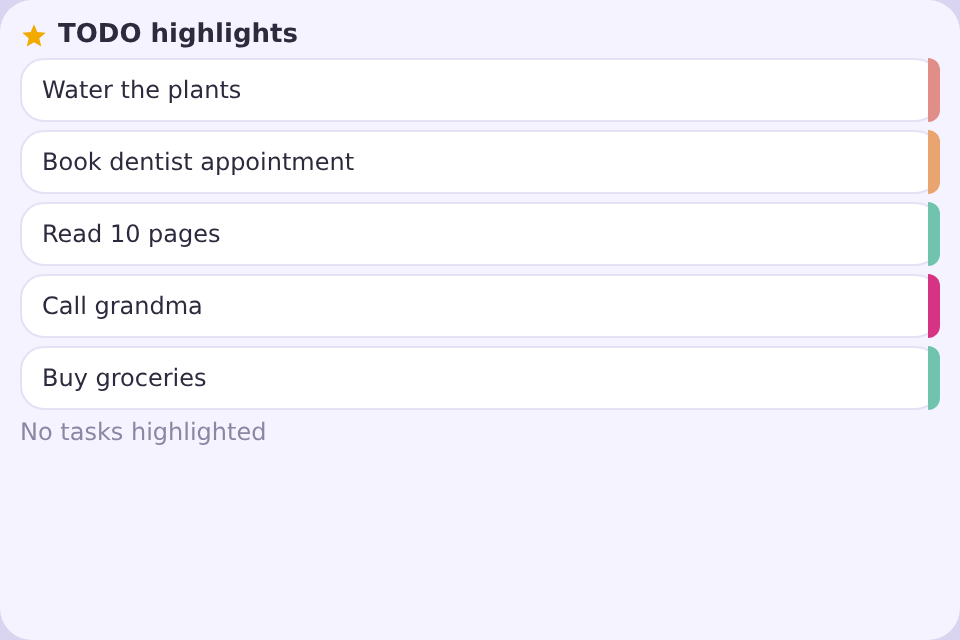 TODO highlights
Water the plants
Book dentist appointment
Read 10 pages
Call grandma
Buy groceries
No tasks highlighted